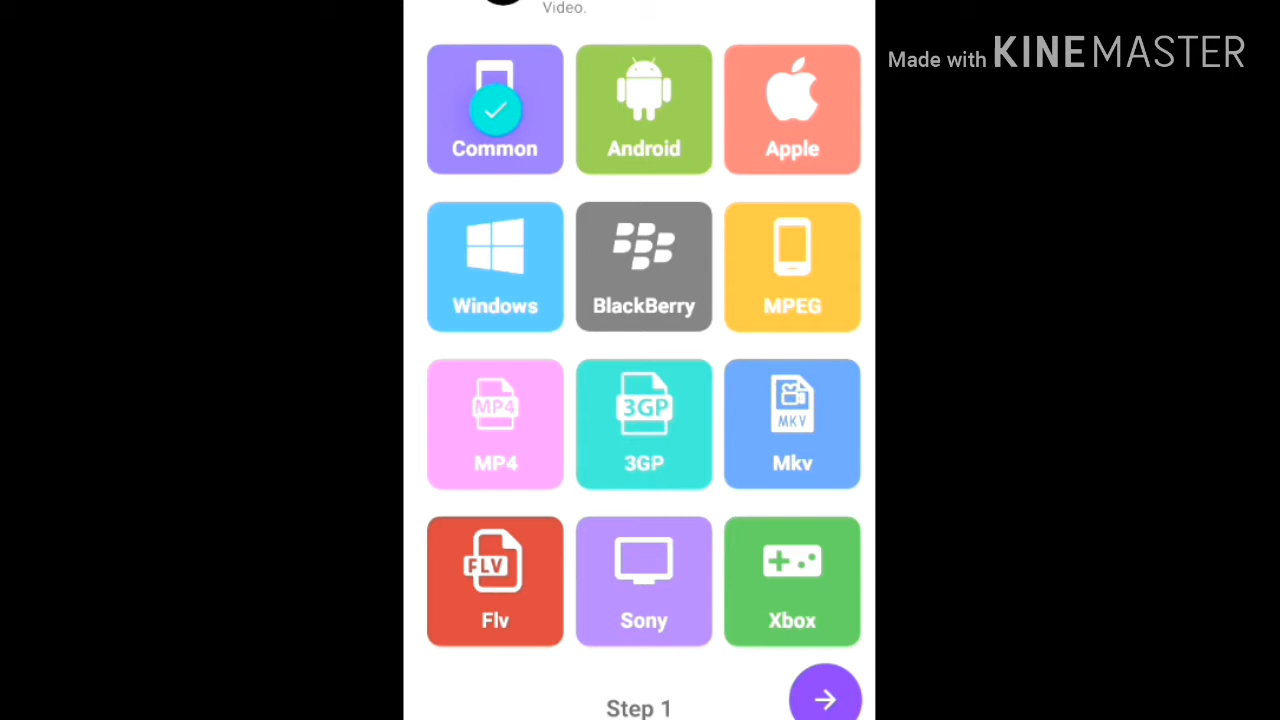 Video.
Made with KINEMASTER
Common
Android
Apple
Windows
BlackBerry
MPEG
MP4
MP4
3GP
3GP
MKV
Mkv
FLV
Flv
Sony
Xbox
Step 1